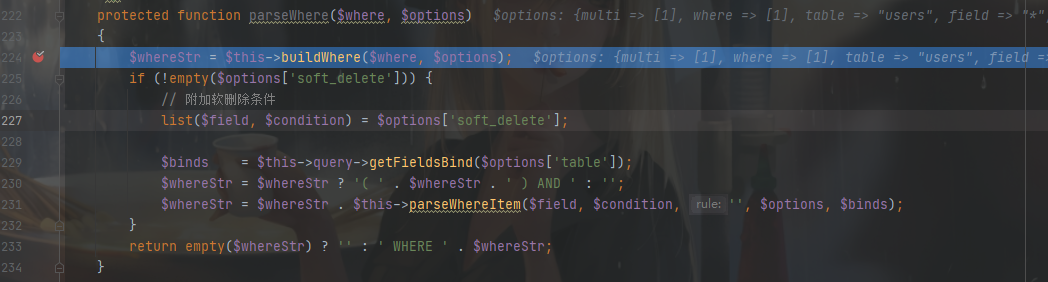 222 protected function parseWhere($where, $options) $options: {multi => [1], where => [1], table => "users", field => "*",
223 {
224 $whereStr = $this->buildWhere($where, $options); $options: {multi => [1], where => [1], table => "users", field =>
225 if (!empty($options['soft_delete'])) {
226 // 附加软删除条件
227 list($field, $condition) = $options['soft_delete'];
228
229 $binds = $this->query->getFieldsBind($options['table']);
230 $whereStr = $whereStr ? '( ' . $whereStr . ' ) AND ' : '';
231 $whereStr = $whereStr . $this->parseWhereItem($field, $condition, rule: '', $options, $binds);
232 }
233 return empty($whereStr) ? '' : ' WHERE ' . $whereStr;
234 }